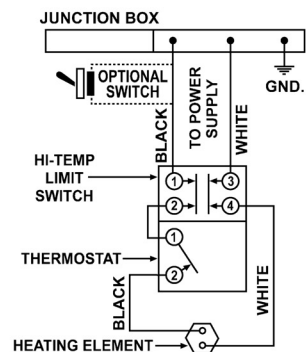 JUNCTION BOX
OPTIONAL
SWITCH
GND.
TO POWER
SUPPLY
BLACK
WHITE
HI-TEMP
LIMIT
SWITCH
1
3
2
4
THERMOSTAT
1
2
BLACK
WHITE
HEATING ELEMENT